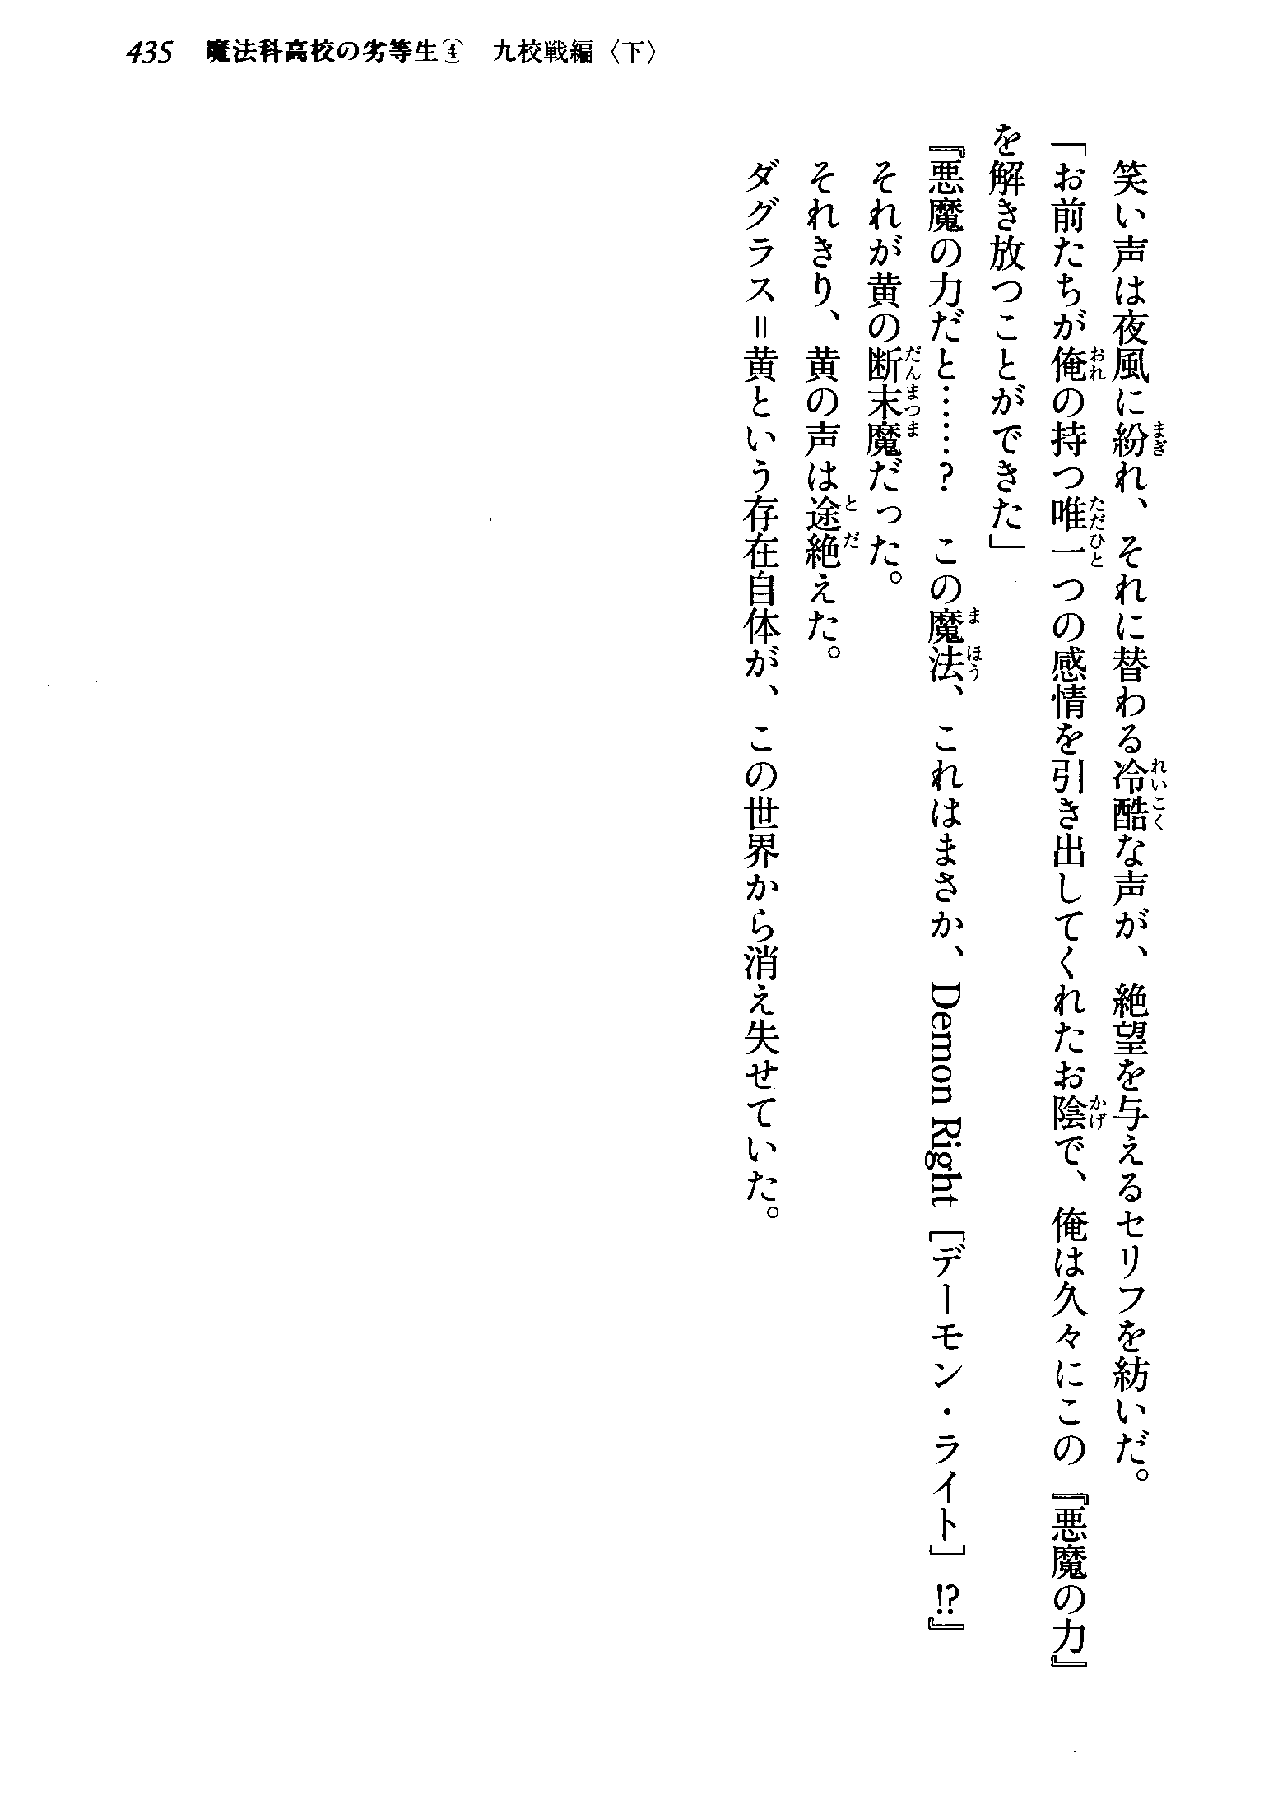 435 魔法科高校の劣等生④ 九校戦編〈下〉
笑い声は夜風に紛れ、それに替わる冷酷な声が、絶望を与えるセリフを紡いだ。
「お前たちが俺の持つ唯一つの感情を引き出してくれたお陰で、俺は久々にこの『悪魔の力』
を解き放つことができた」
『悪魔の力だと……？　この魔法、これはまさか、Demon Right［デーモン・ライト］!?』
それが黄の断末魔だった。
それきり、黄の声は途絶えた。
ダグラス＝黄という存在自体が、この世界から消え失せていた。